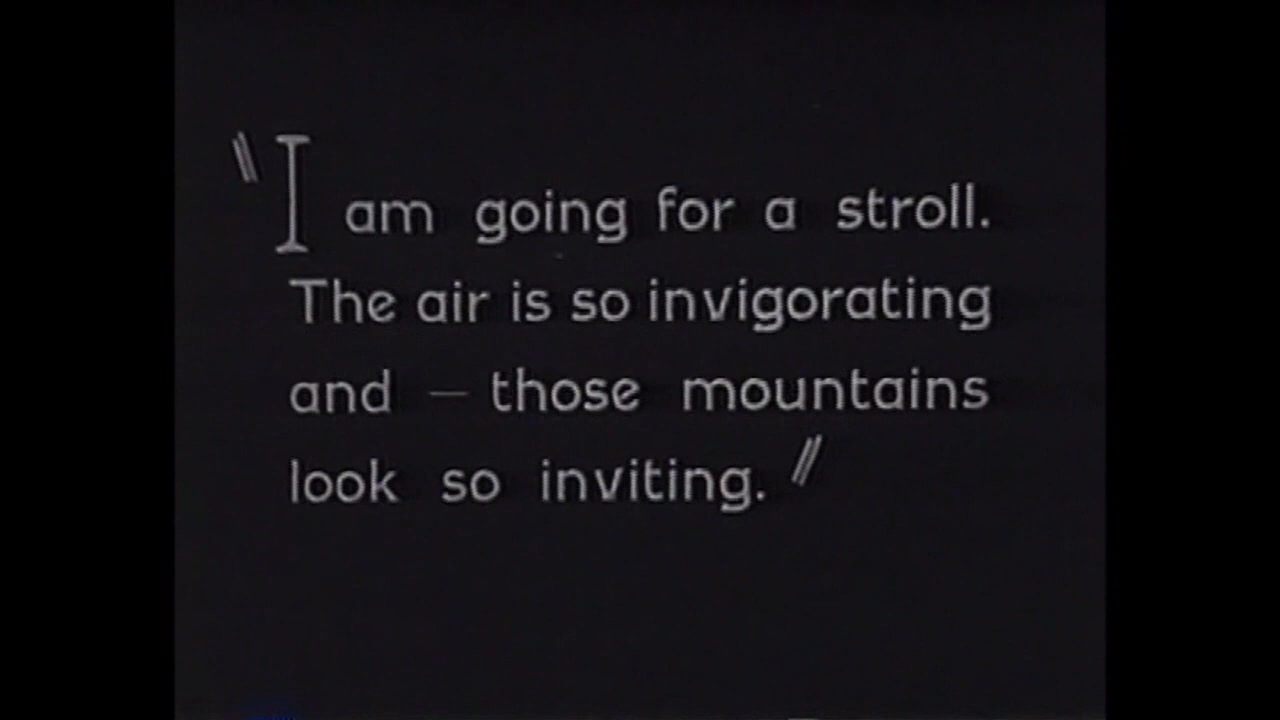 "I am going for a stroll.
The air is so invigorating
and — those mountains
look so inviting."